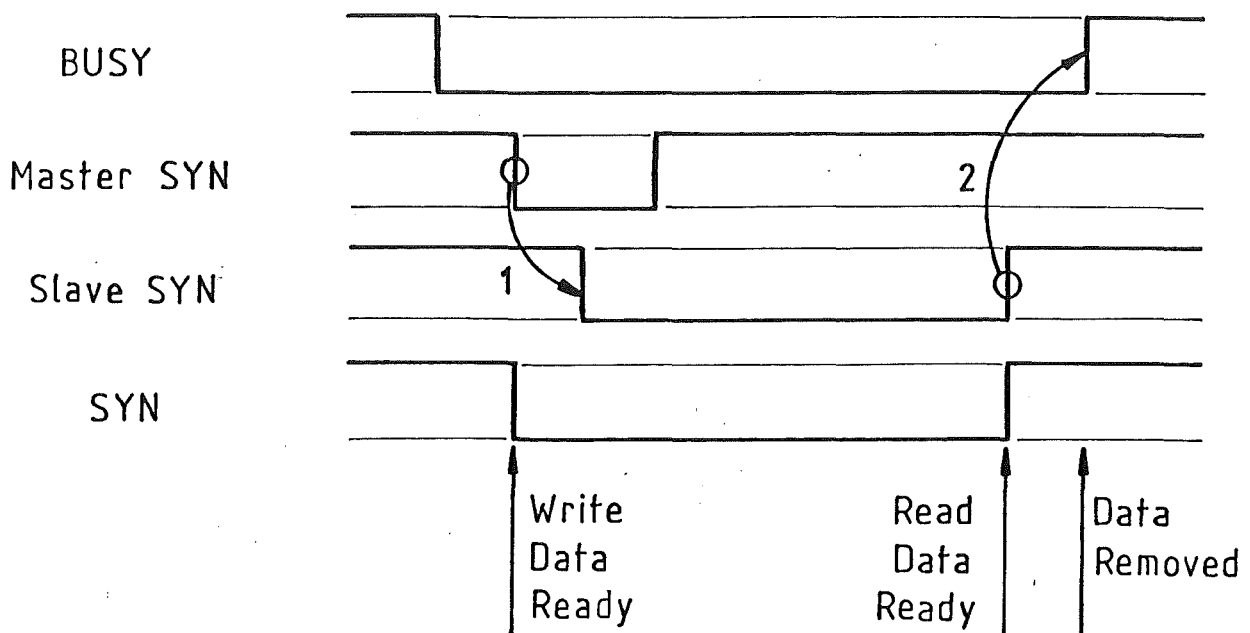 BUSY
Master SYN
2
1
Slave SYN
SYN
Write
Data
Ready
Read
Data
Ready
Data
Removed